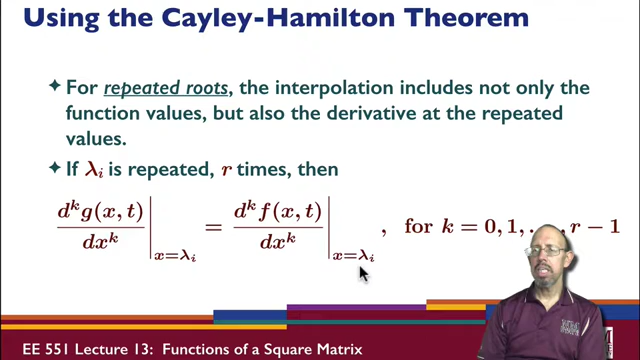 Using the Cayley-Hamilton Theorem
✦ For repeated roots, the interpolation includes not only the
function values, but also the derivative at the repeated
values.
✦ If λᵢ is repeated, r times, then
dᵏg(x, t)/dxᵏ |ₓ₌λᵢ = dᵏf(x, t)/dxᵏ |ₓ₌λᵢ , for k = 0, 1, . . , r − 1
EE 551 Lecture 13: Functions of a Square Matrix